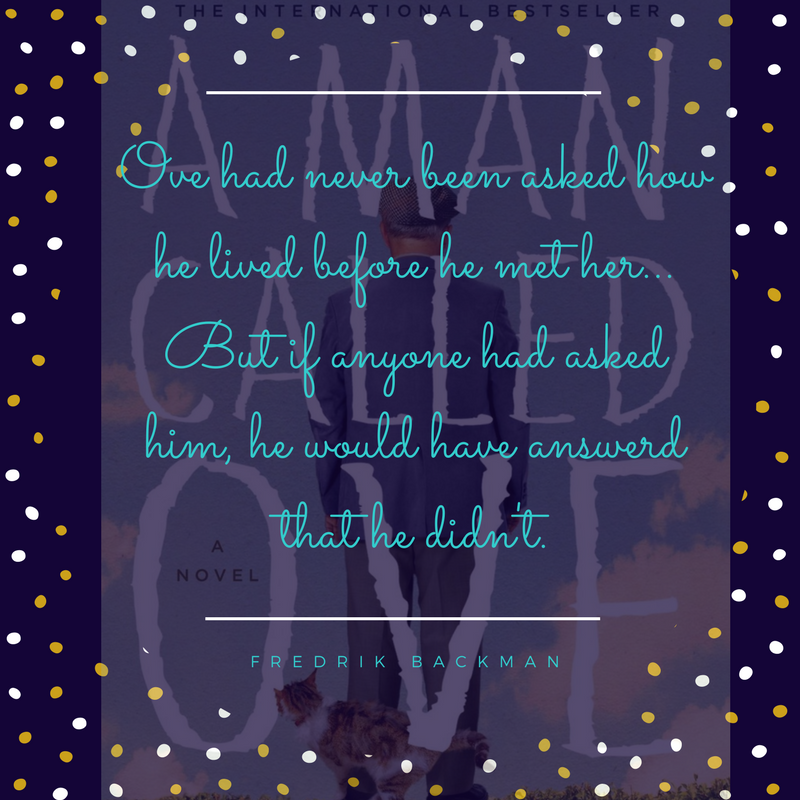 THE INTERNATIONAL BESTSELLER
A MAN
Ove had never been asked how
he lived before he met her...
CALLED
But if anyone had asked
him, he would have answerd
OVE
that he didn't.
A
NOVEL
FREDRIK BACKMAN